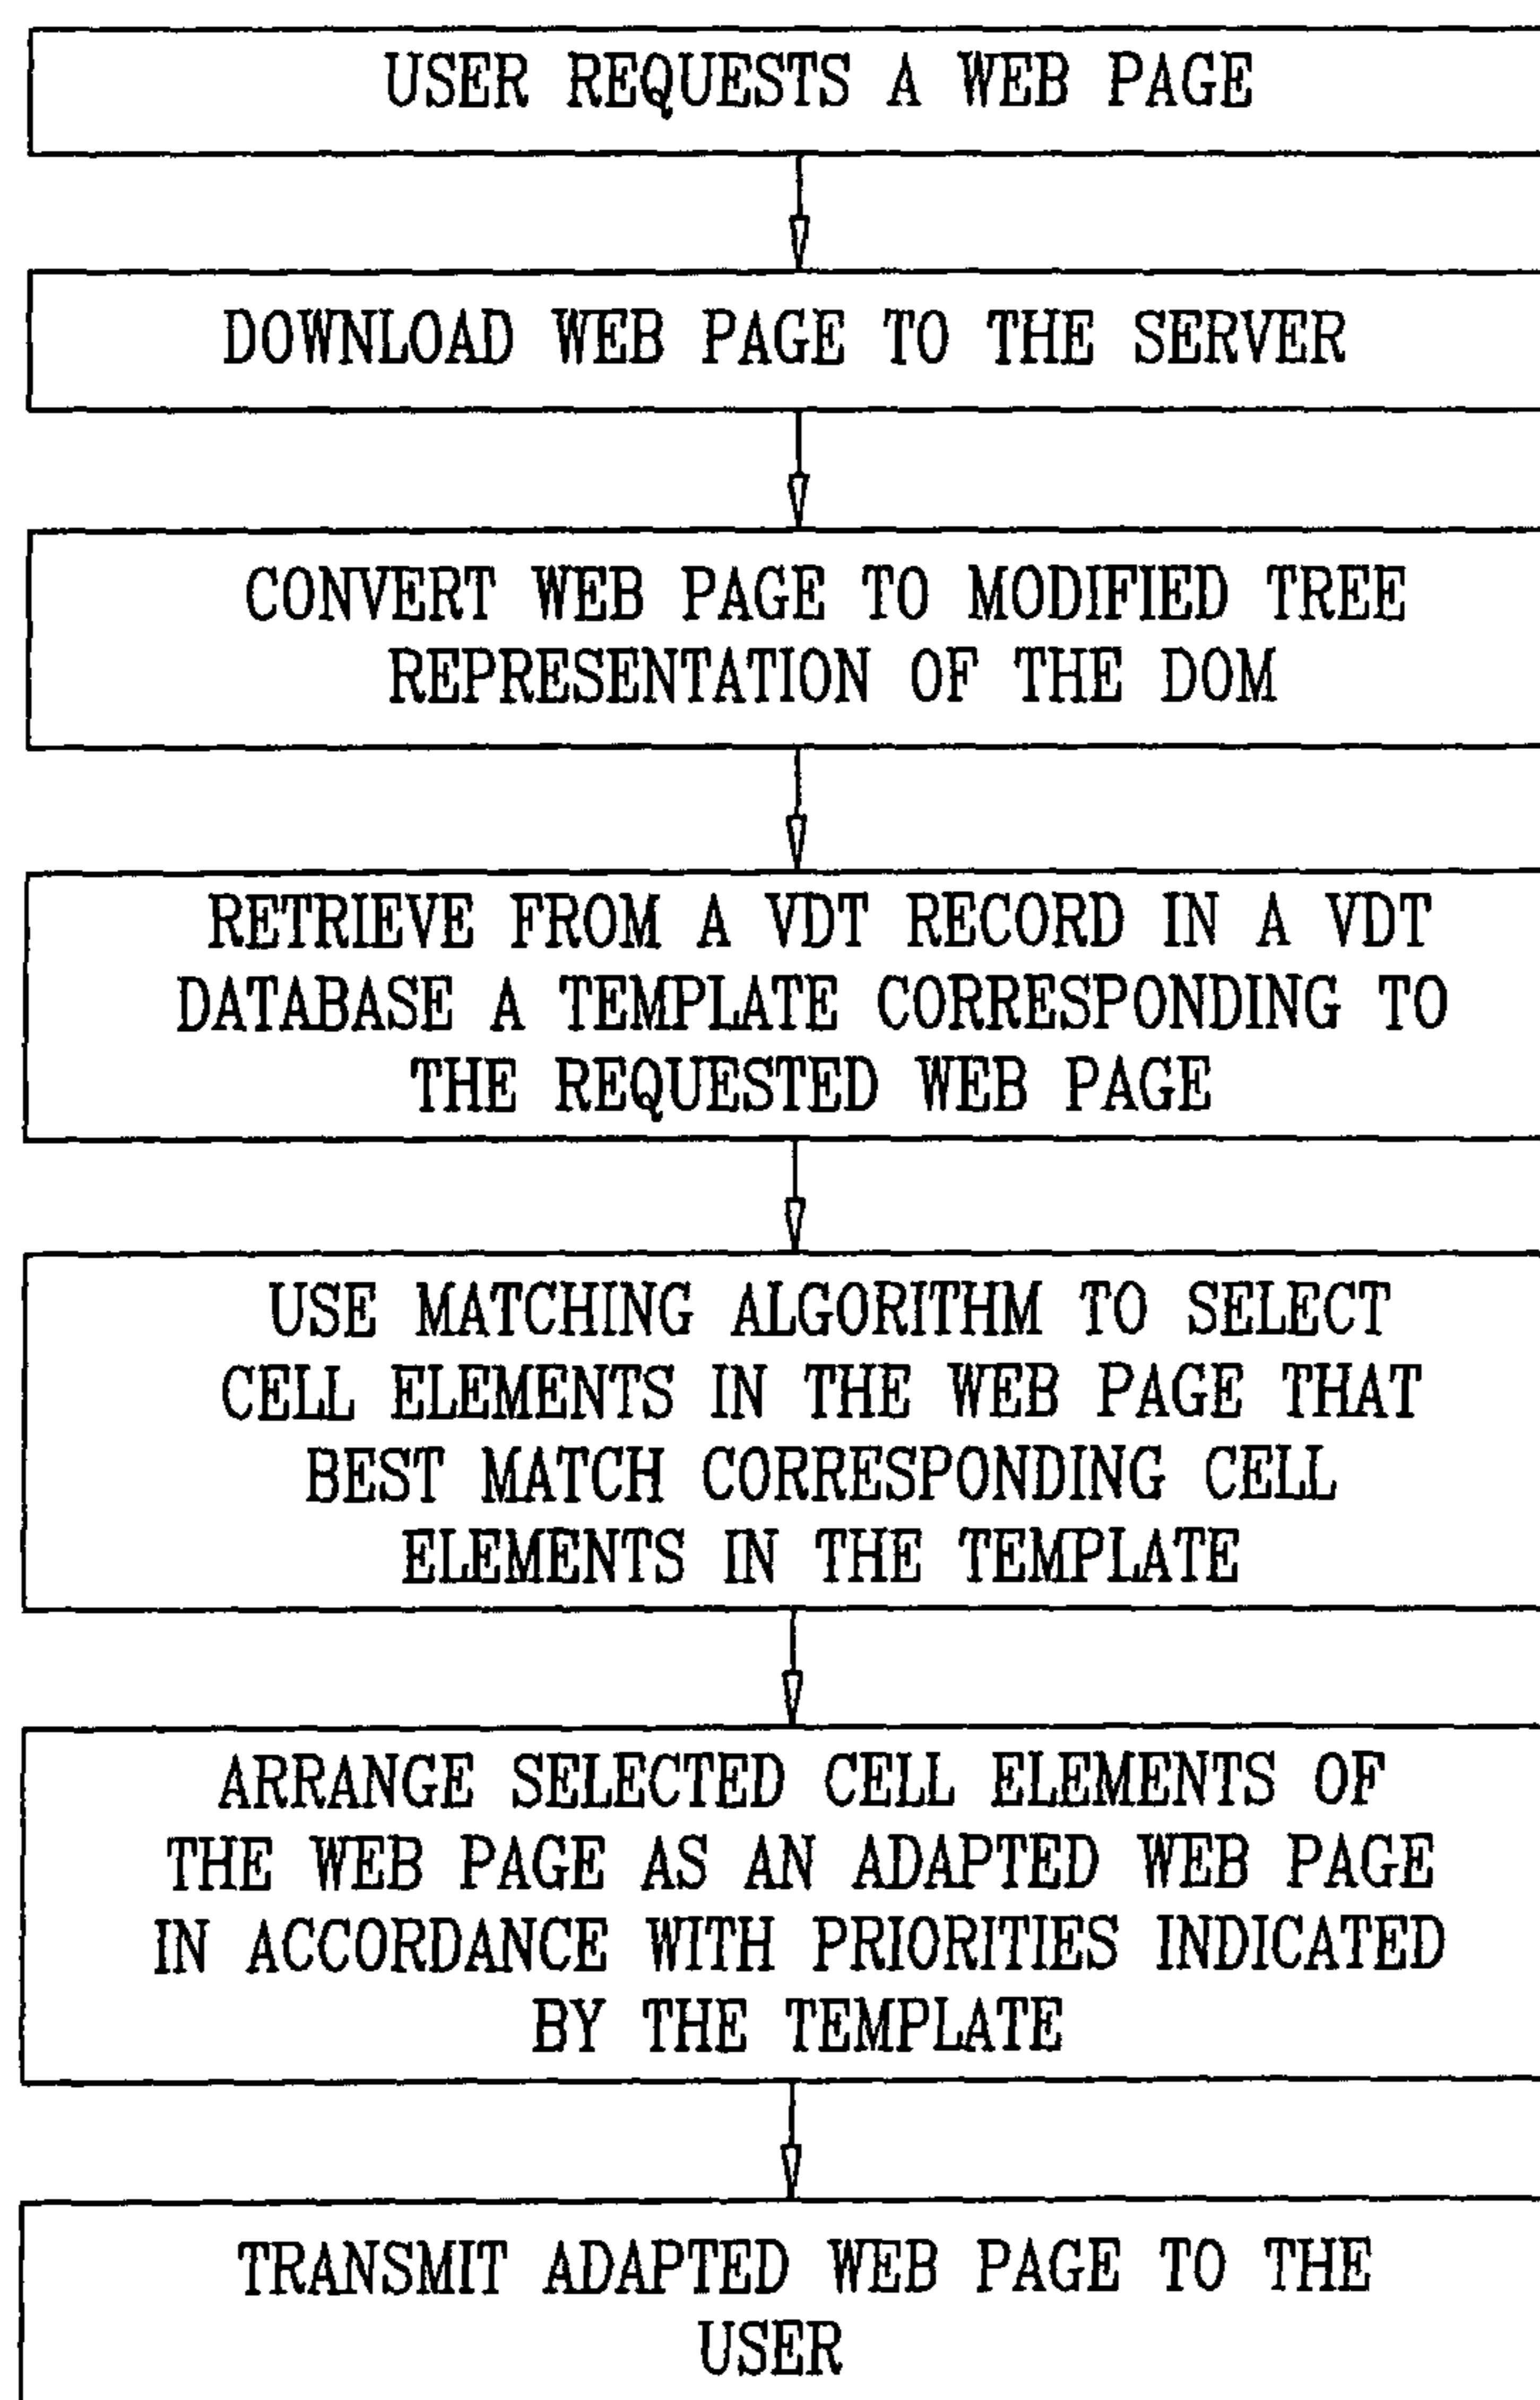 USER REQUESTS A WEB PAGE
DOWNLOAD WEB PAGE TO THE SERVER
CONVERT WEB PAGE TO MODIFIED TREE
REPRESENTATION OF THE DOM
RETRIEVE FROM A VDT RECORD IN A VDT
DATABASE A TEMPLATE CORRESPONDING TO
THE REQUESTED WEB PAGE
USE MATCHING ALGORITHM TO SELECT
CELL ELEMENTS IN THE WEB PAGE THAT
BEST MATCH CORRESPONDING CELL
ELEMENTS IN THE TEMPLATE
ARRANGE SELECTED CELL ELEMENTS OF
THE WEB PAGE AS AN ADAPTED WEB PAGE
IN ACCORDANCE WITH PRIORITIES INDICATED
BY THE TEMPLATE
TRANSMIT ADAPTED WEB PAGE TO THE
USER